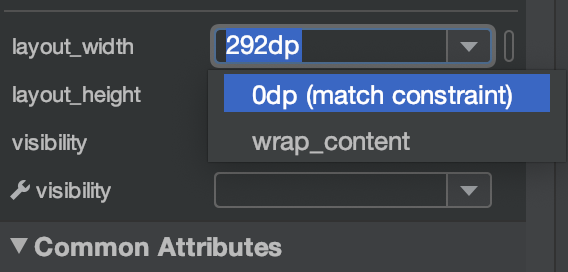 layout_width 292dp
layout_height 0dp (match constraint)
visibility wrap_content
visibility
Common Attributes